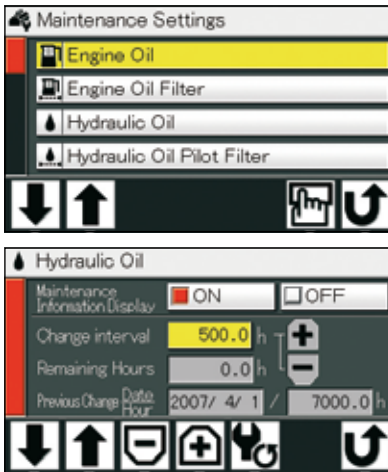 Maintenance Settings
Engine Oil
Engine Oil Filter
Hydraulic Oil
Hydraulic Oil Pilot Filter
Hydraulic Oil
Maintenance
Information Display
ON
OFF
Change interval 500.0 h
Remaining Hours 0.0 h
Previous Change Date Hour 2007/ 4/ 1 / 7000.0 h